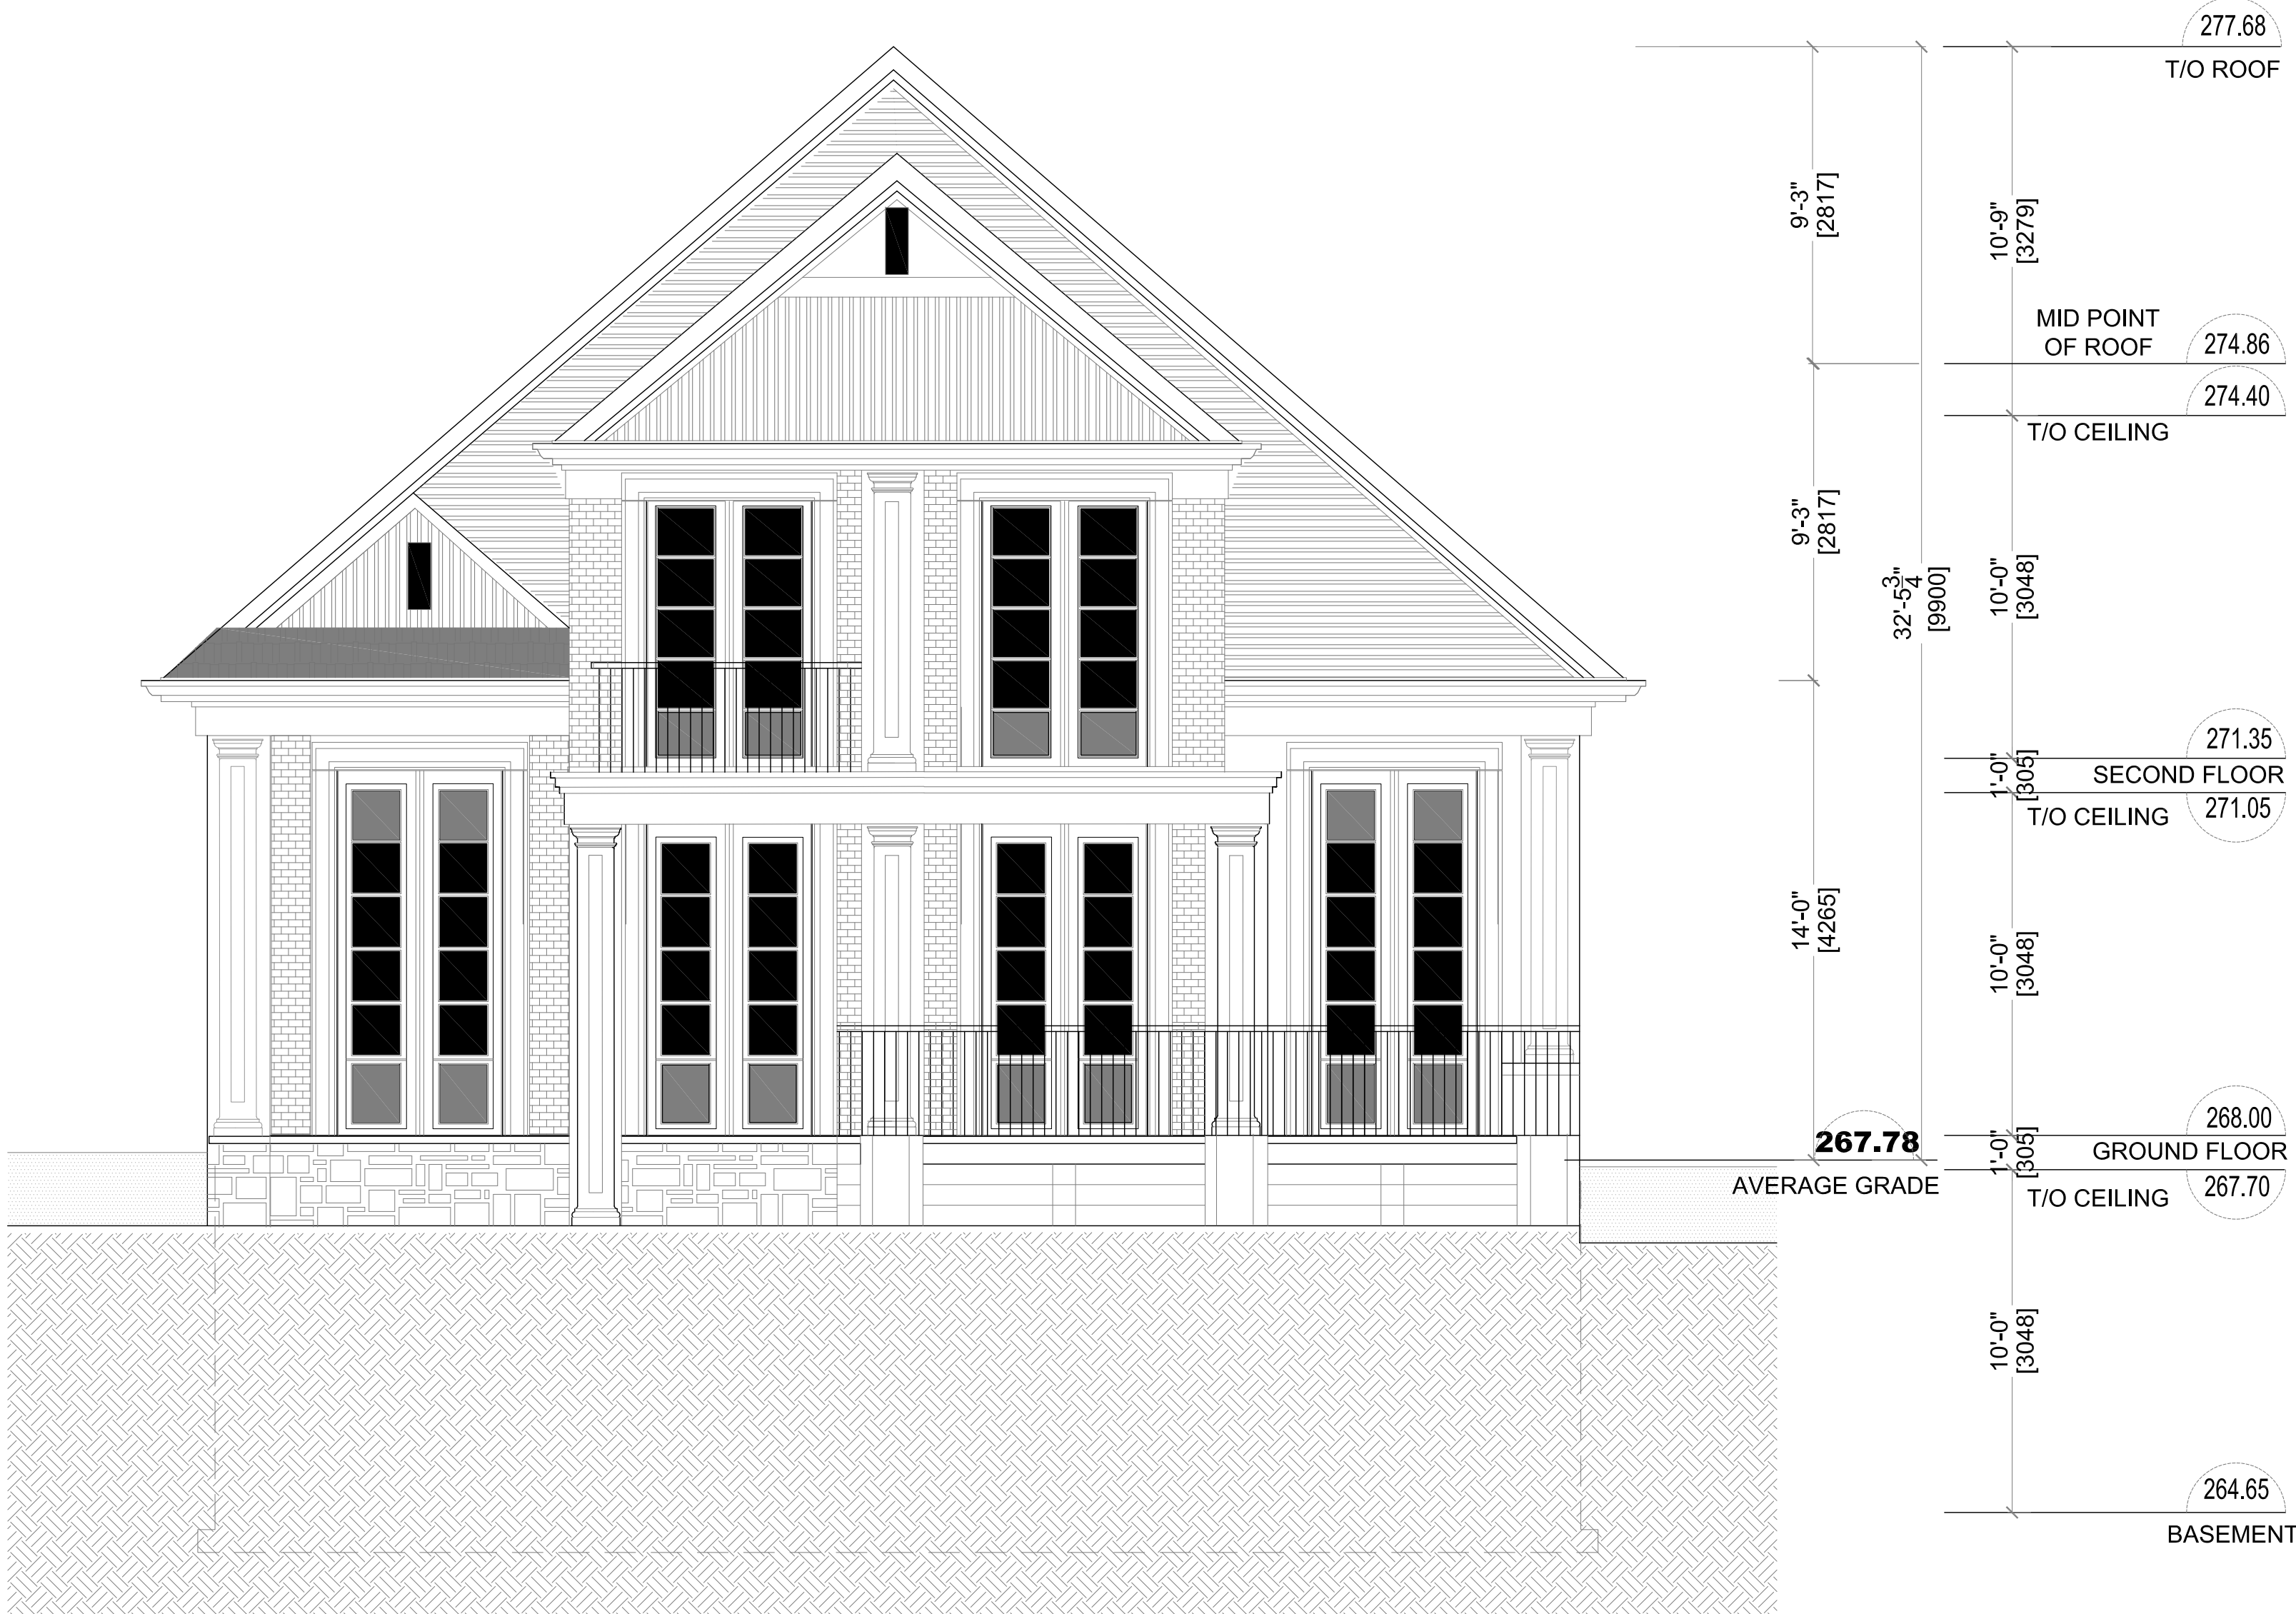 277.68
T/O ROOF
9'-3"
[2817]
10'-9"
[3279]
MID POINT
OF ROOF
274.86
274.40
T/O CEILING
9'-3"
[2817]
32'-5 3/4"
[9900]
10'-0"
[3048]
271.35
SECOND FLOOR
1'-0"
[305]
T/O CEILING
271.05
14'-0"
[4265]
10'-0"
[3048]
267.78
AVERAGE GRADE
268.00
GROUND FLOOR
1'-0"
[305]
T/O CEILING
267.70
10'-0"
[3048]
264.65
BASEMENT